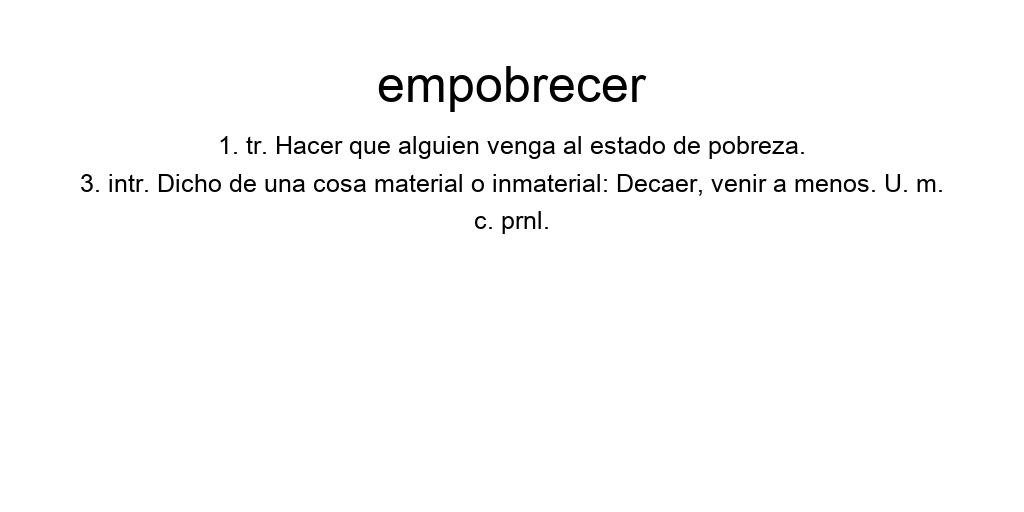 empobrecer
1. tr. Hacer que alguien venga al estado de pobreza.
3. intr. Dicho de una cosa material o inmaterial: Decaer, venir a menos. U. m.
c. prnl.